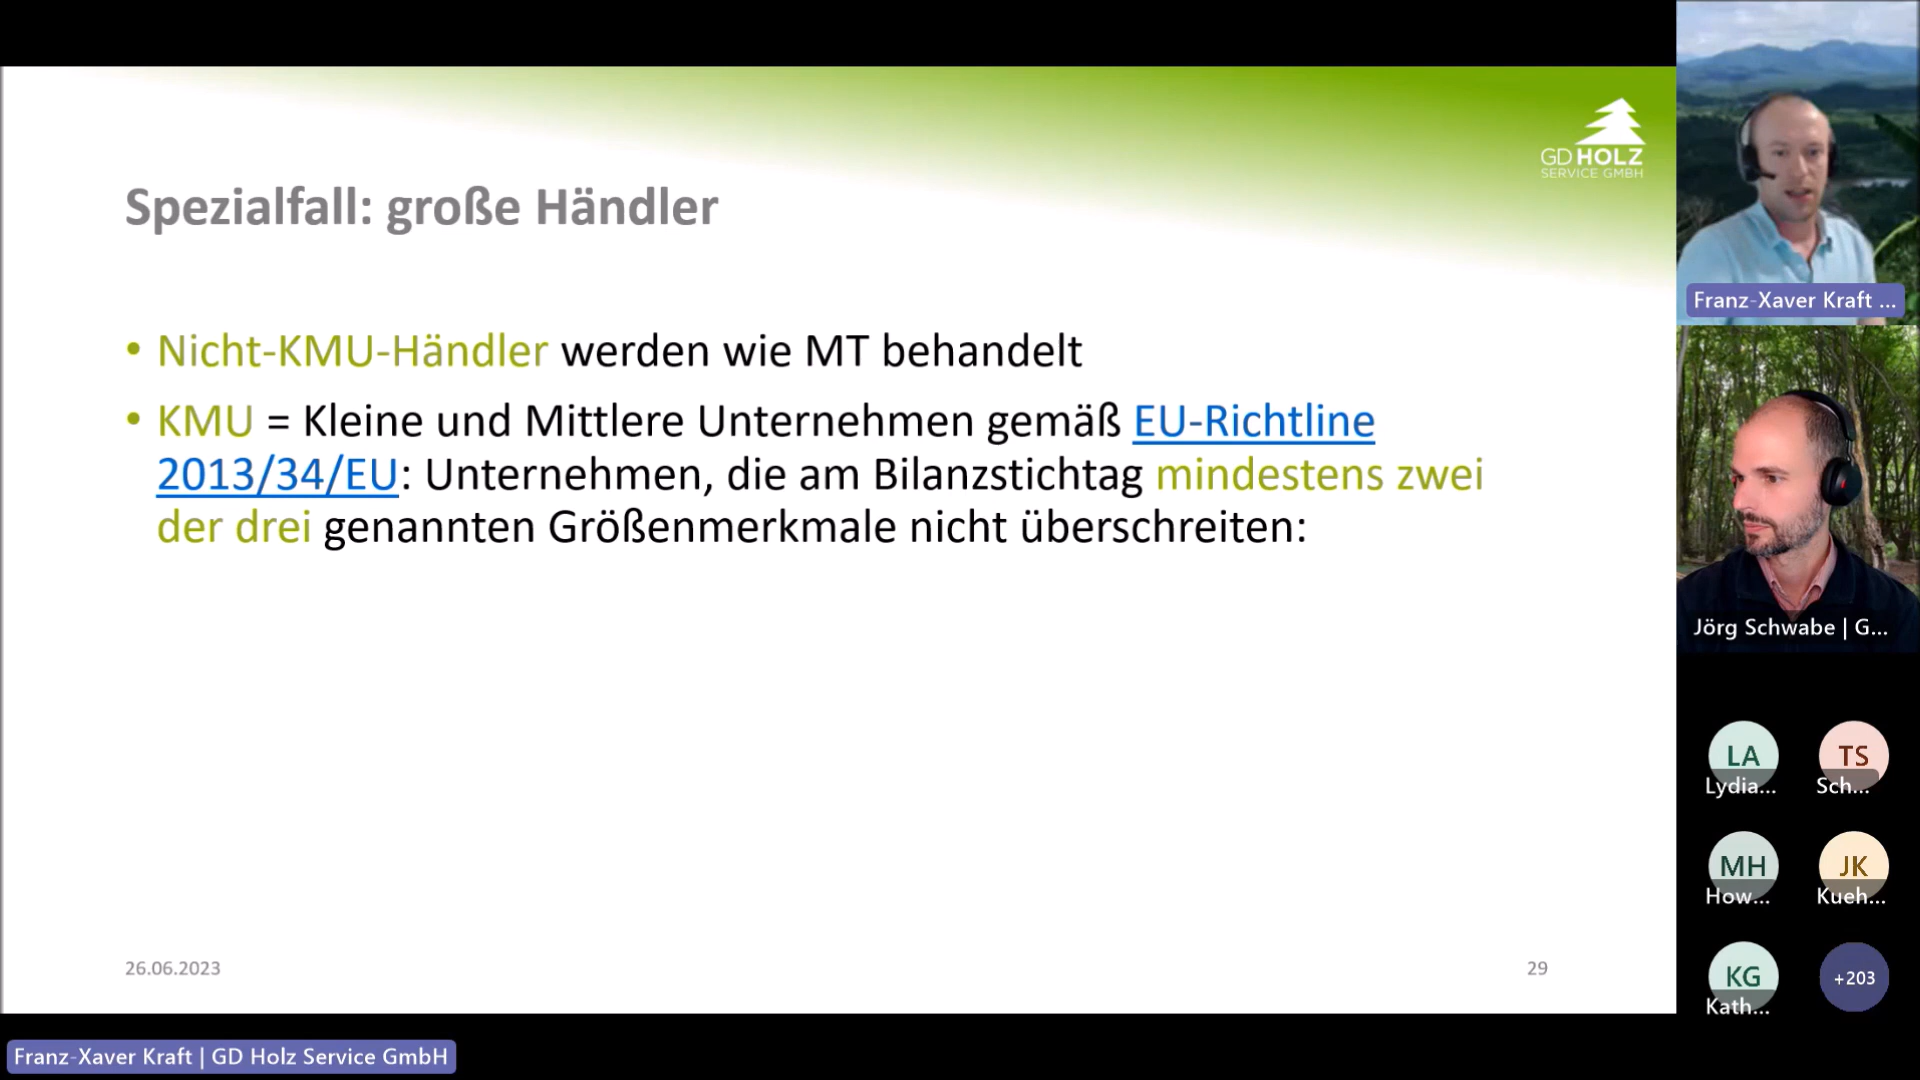 GD HOLZ
SERVICE GMBH
Spezialfall: große Händler
• Nicht-KMU-Händler werden wie MT behandelt
• KMU = Kleine und Mittlere Unternehmen gemäß EU-Richtline
2013/34/EU: Unternehmen, die am Bilanzstichtag mindestens zwei
der drei genannten Größenmerkmale nicht überschreiten:
26.06.2023
29
Franz-Xaver Kraft ...
Jörg Schwabe | G...
LA
Lydia...
TS
Sch...
MH
How...
JK
Kueh...
KG
Kath...
+203
Franz-Xaver Kraft | GD Holz Service GmbH